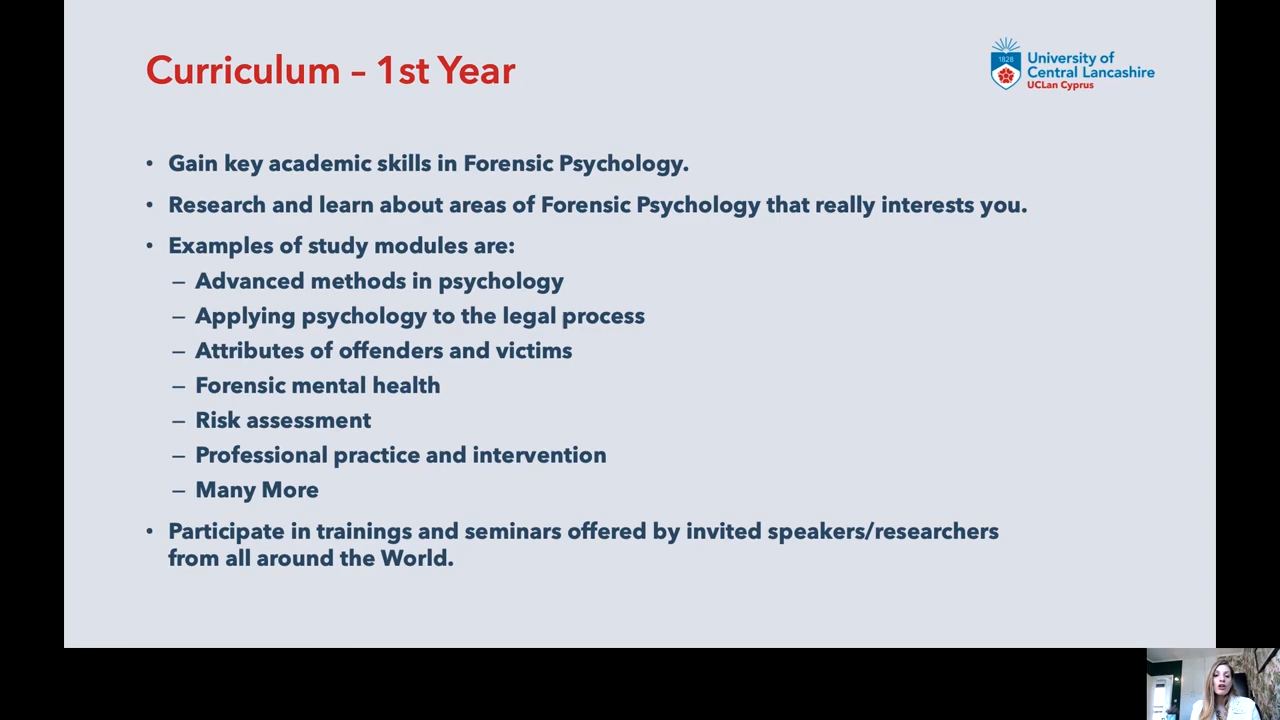 Curriculum – 1st Year
1828
University of
Central Lancashire
UCLan Cyprus
• Gain key academic skills in Forensic Psychology.
• Research and learn about areas of Forensic Psychology that really interests you.
• Examples of study modules are:
– Advanced methods in psychology
– Applying psychology to the legal process
– Attributes of offenders and victims
– Forensic mental health
– Risk assessment
– Professional practice and intervention
– Many More
• Participate in trainings and seminars offered by invited speakers/researchers
from all around the World.